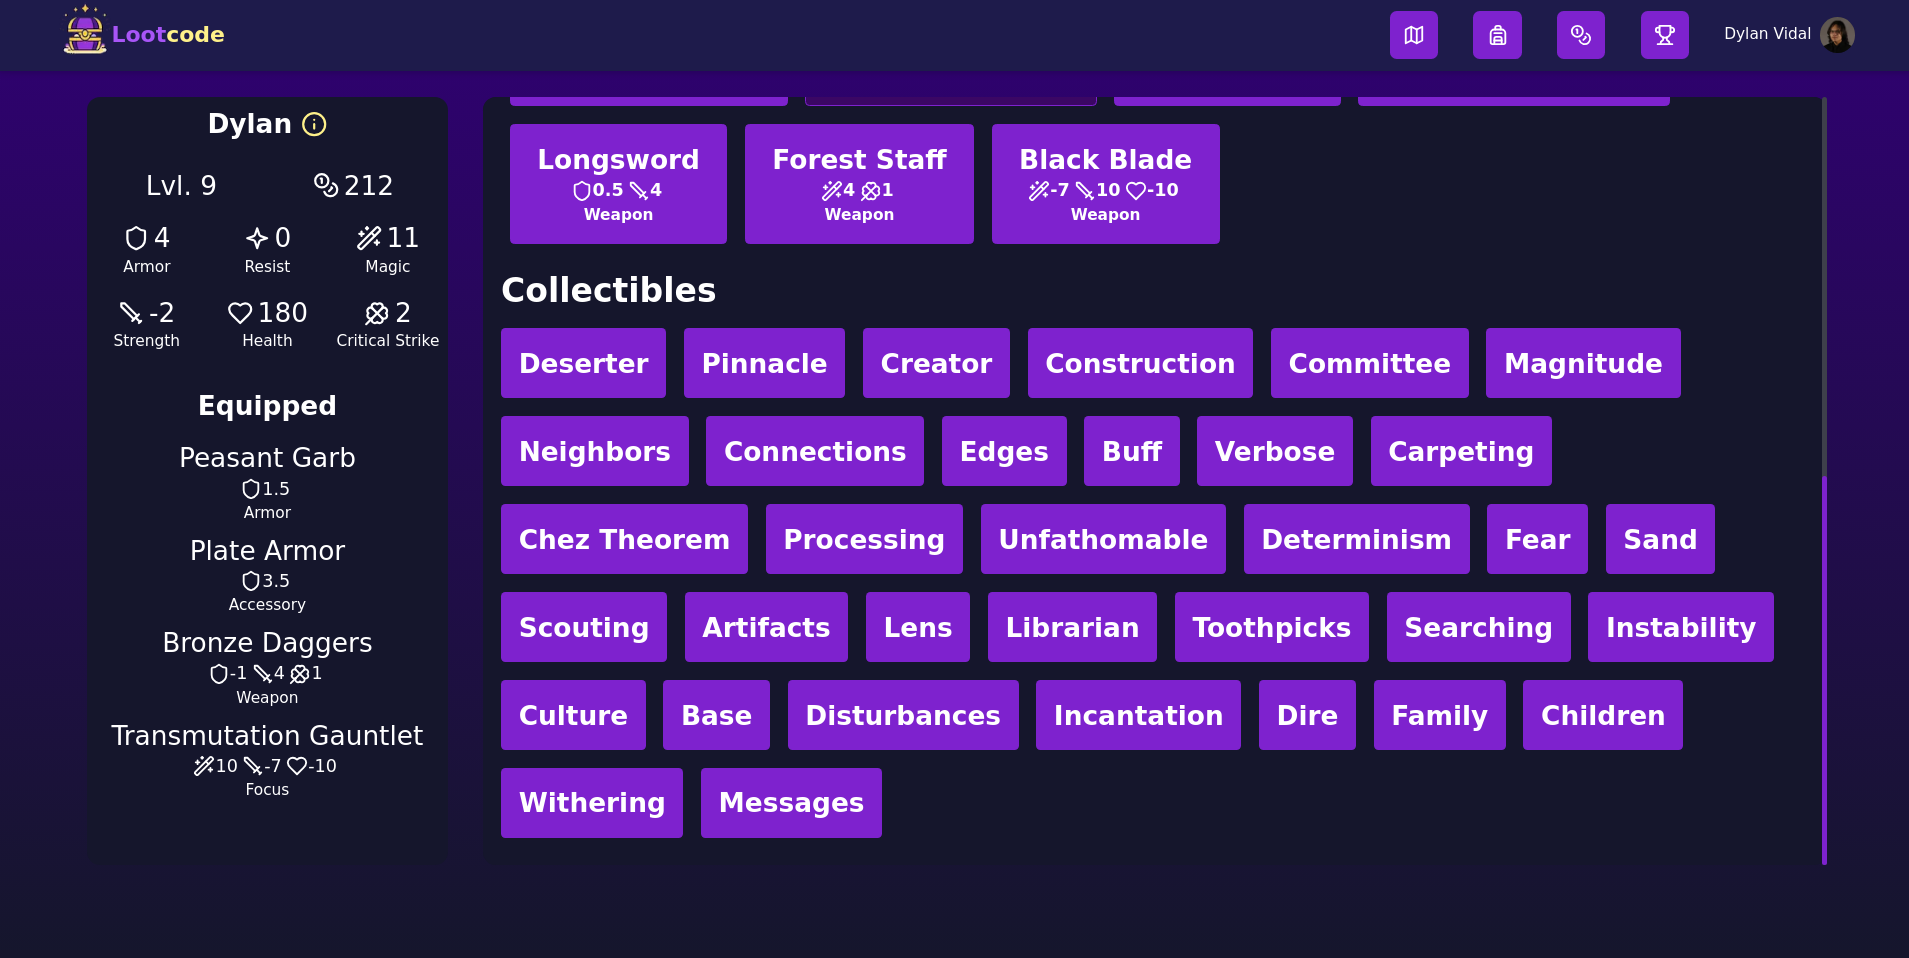 Lootcode
Dylan Vidal
Dylan
Lvl. 9
212
4
0
11
Armor
Resist
Magic
-2
180
2
Strength
Health
Critical Strike
Equipped
Peasant Garb
1.5
Armor
Plate Armor
3.5
Accessory
Bronze Daggers
-1 4 1
Weapon
Transmutation Gauntlet
10 -7 -10
Focus
Longsword
0.5 4
Weapon
Forest Staff
4 1
Weapon
Black Blade
-7 10 -10
Weapon
Collectibles
Deserter
Pinnacle
Creator
Construction
Committee
Magnitude
Neighbors
Connections
Edges
Buff
Verbose
Carpeting
Chez Theorem
Processing
Unfathomable
Determinism
Fear
Sand
Scouting
Artifacts
Lens
Librarian
Toothpicks
Searching
Instability
Culture
Base
Disturbances
Incantation
Dire
Family
Children
Withering
Messages